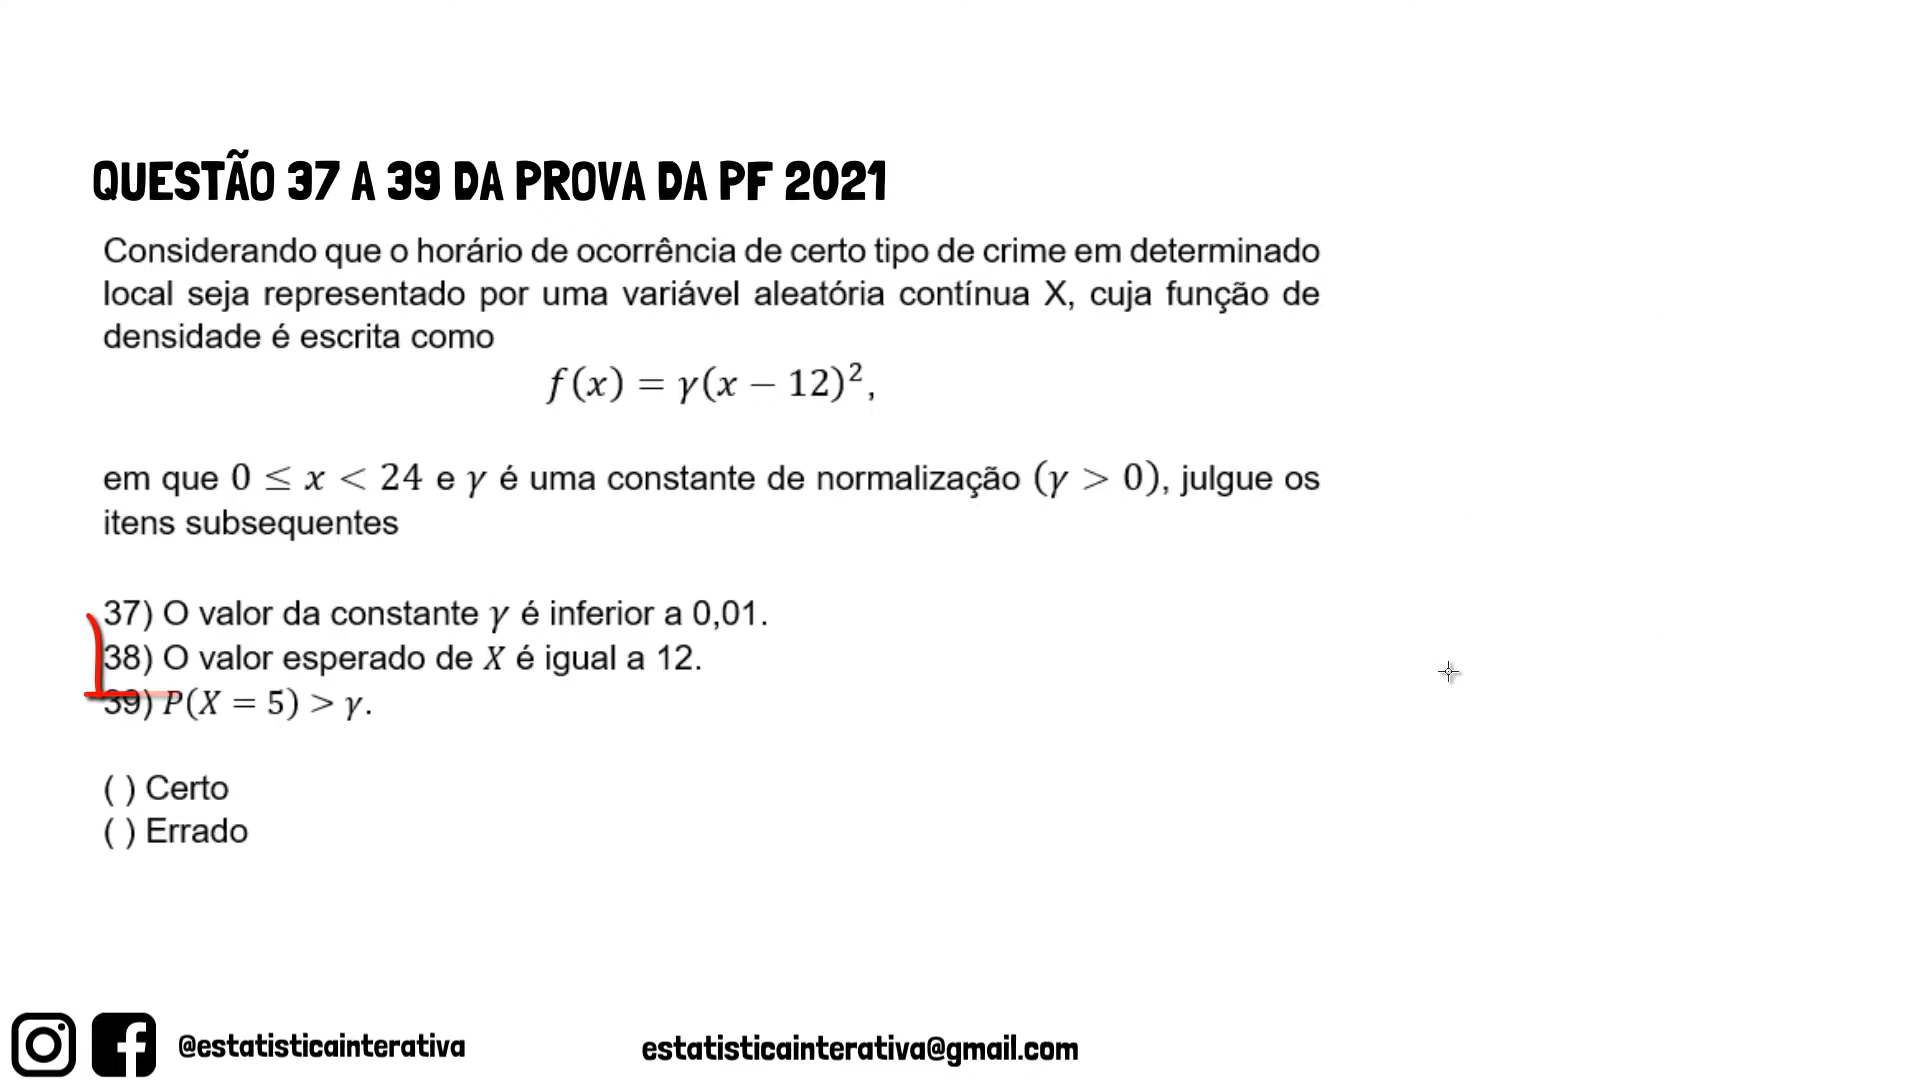 QUESTÃO 37 A 39 DA PROVA DA PF 2021
Considerando que o horário de ocorrência de certo tipo de crime em determinado
local seja representado por uma variável aleatória contínua X, cuja função de
densidade é escrita como
f(x) = γ(x − 12)²,
em que 0 ≤ x < 24 e γ é uma constante de normalização (γ > 0), julgue os
itens subsequentes
37) O valor da constante γ é inferior a 0,01.
38) O valor esperado de X é igual a 12.
39) P(X = 5) > γ.
( ) Certo
( ) Errado
@estatisticainterativa
estatisticainterativa@gmail.com